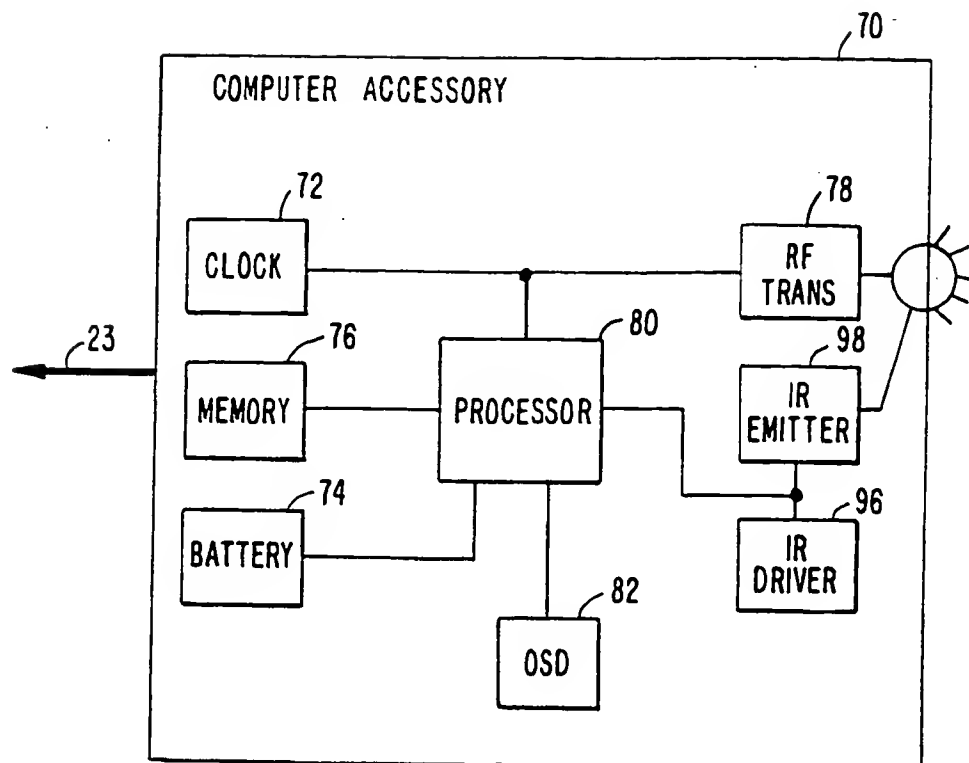 70
COMPUTER ACCESSORY
72
CLOCK
78
RF
TRANS
23
76
MEMORY
80
PROCESSOR
98
IR
EMITTER
74
BATTERY
96
IR
DRIVER
82
OSD